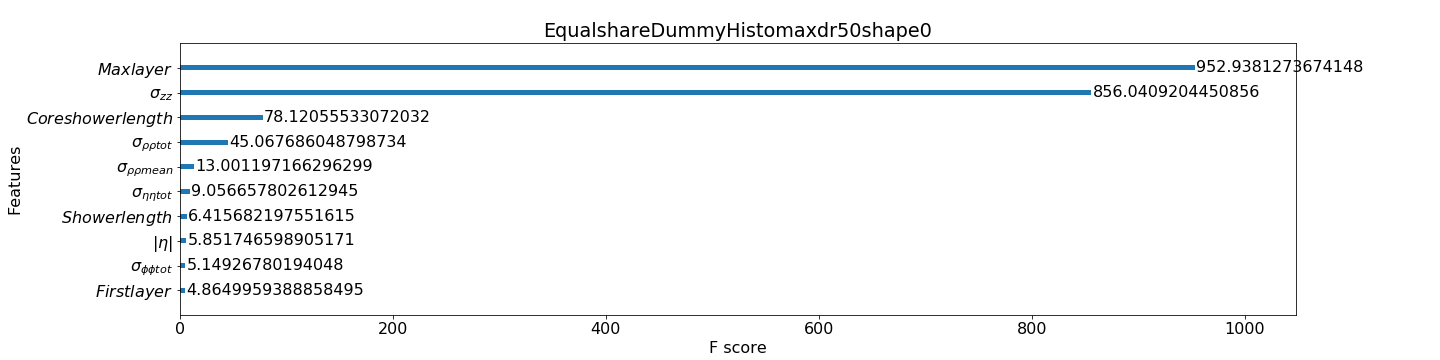 EqualshareDummyHistomaxdr50shape0
Maxlayer 952.9381273674148
σzz 856.0409204450856
Coreshowerlength 78.12055533072032
σρρtot 45.067686048798734
σρρmean 13.001197166296299
σηηtot 9.056657802612945
Showerlength 6.415682197551615
|η| 5.851746598905171
σϕϕtot 5.14926780194048
Firstlayer 4.8649959388858495
Features
0 200 400 600 800 1000
F score